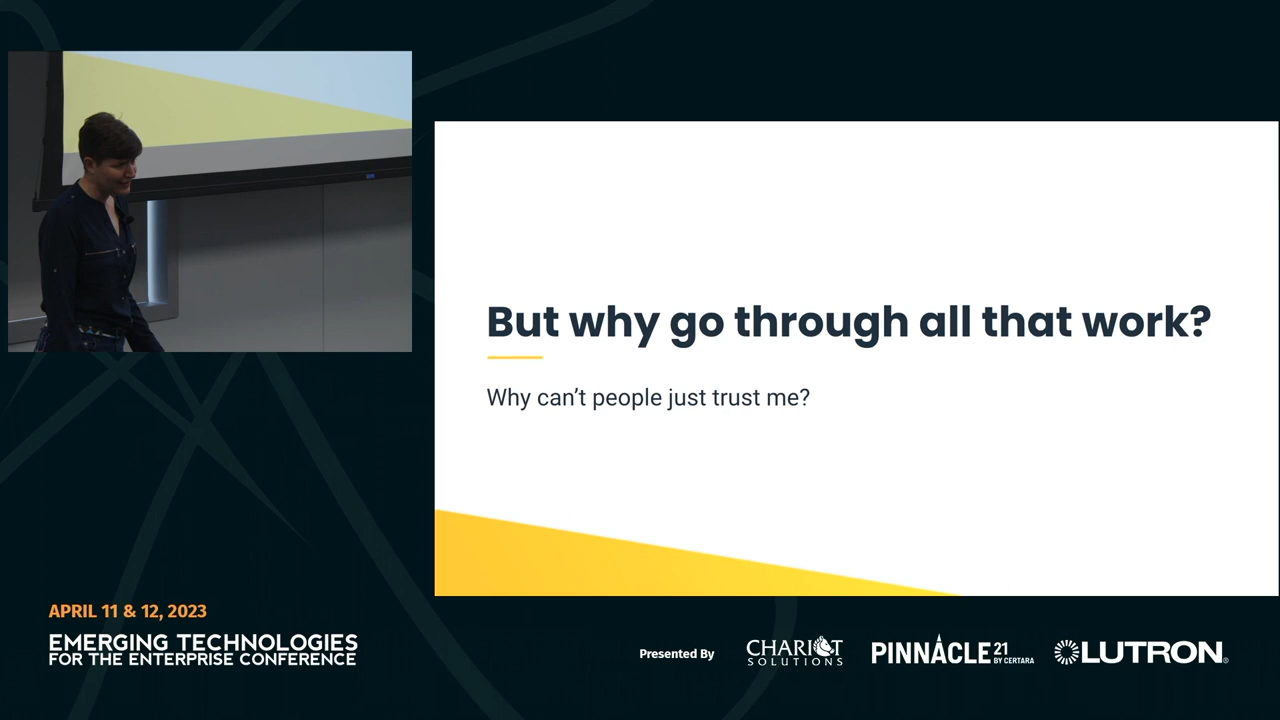 But why go through all that work?
Why can't people just trust me?
APRIL 11 & 12, 2023
EMERGING TECHNOLOGIES
FOR THE ENTERPRISE CONFERENCE
Presented By
CHARIOT
SOLUTIONS
PINNACLE 21
BY CERTARA
LUTRON®